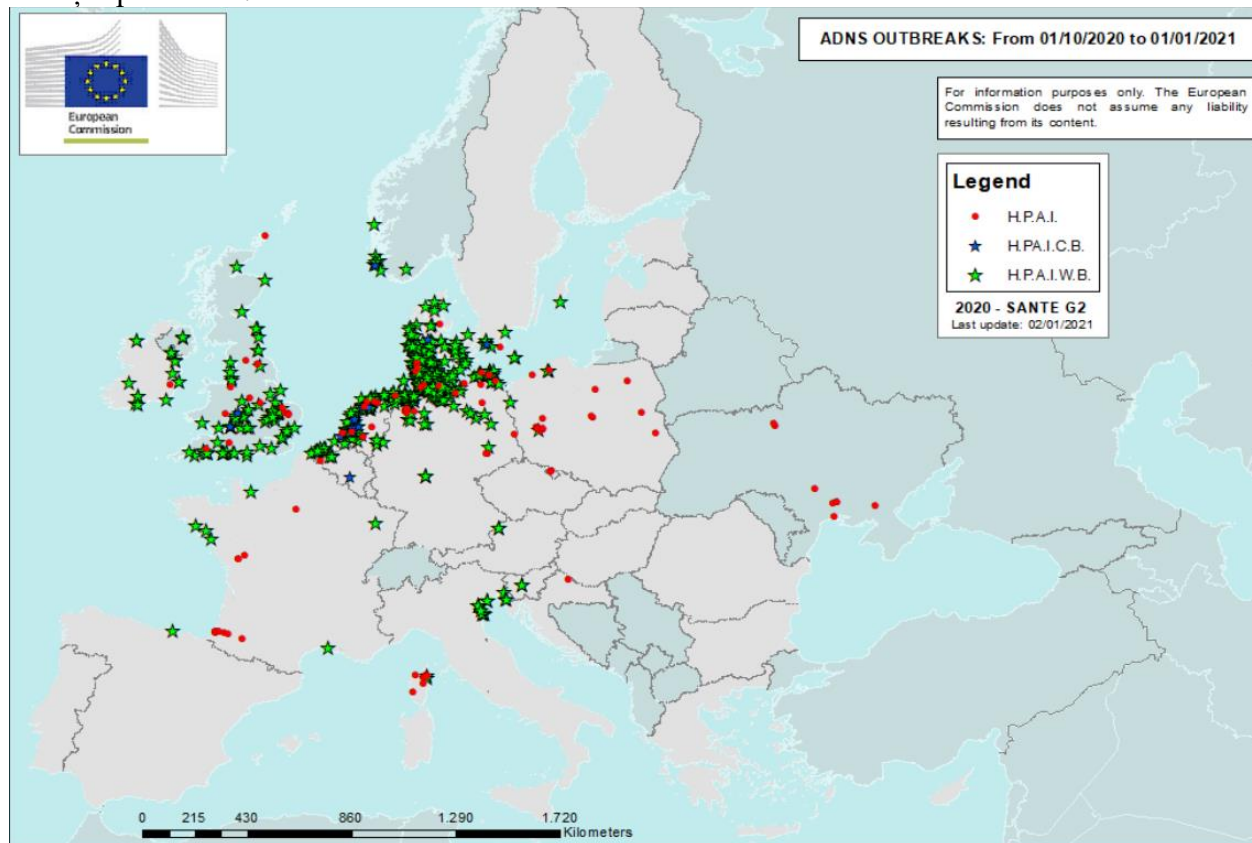 European
Commission
ADNS OUTBREAKS: From 01/10/2020 to 01/01/2021
For information purposes only. The European
Commission does not assume any liability
resulting from its content.
Legend
H.P.A.I.
H.PA.I.C.B.
H.P.A.I.W.B.
2020 - SANTE G2
Last update: 02/01/2021
0 215 430 860 1.290 1.720
Kilometers